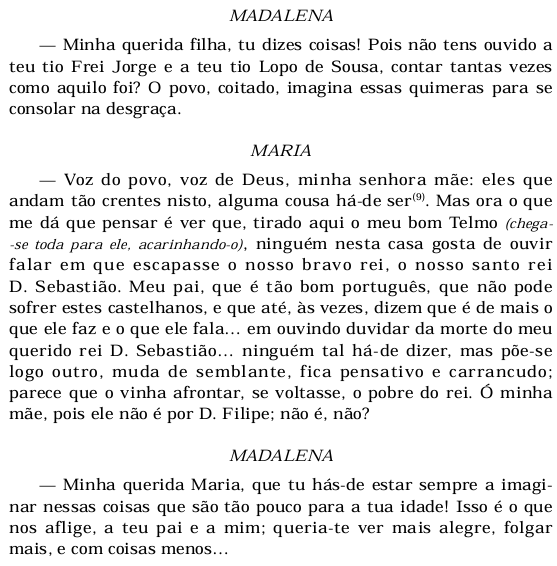 MADALENA
— Minha querida filha, tu dizes coisas! Pois não tens ouvido a
teu tio Frei Jorge e a teu tio Lopo de Sousa, contar tantas vezes
como aquilo foi? O povo, coitado, imagina essas quimeras para se
consolar na desgraça.
MARIA
— Voz do povo, voz de Deus, minha senhora mãe: eles que
andam tão crentes nisto, alguma cousa há-de ser(9). Mas ora o que
me dá que pensar é ver que, tirado aqui o meu bom Telmo (chega-
-se toda para ele, acarinhando-o), ninguém nesta casa gosta de ouvir
falar em que escapasse o nosso bravo rei, o nosso santo rei
D. Sebastião. Meu pai, que é tão bom português, que não pode
sofrer estes castelhanos, e que até, às vezes, dizem que é de mais o
que ele faz e o que ele fala... em ouvindo duvidar da morte do meu
querido rei D. Sebastião... ninguém tal há-de dizer, mas põe-se
logo outro, muda de semblante, fica pensativo e carrancudo;
parece que o vinha afrontar, se voltasse, o pobre do rei. Ó minha
mãe, pois ele não é por D. Filipe; não é, não?
MADALENA
— Minha querida Maria, que tu hás-de estar sempre a imagi-
nar nessas coisas que são tão pouco para a tua idade! Isso é o que
nos aflige, a teu pai e a mim; queria-te ver mais alegre, folgar
mais, e com coisas menos...